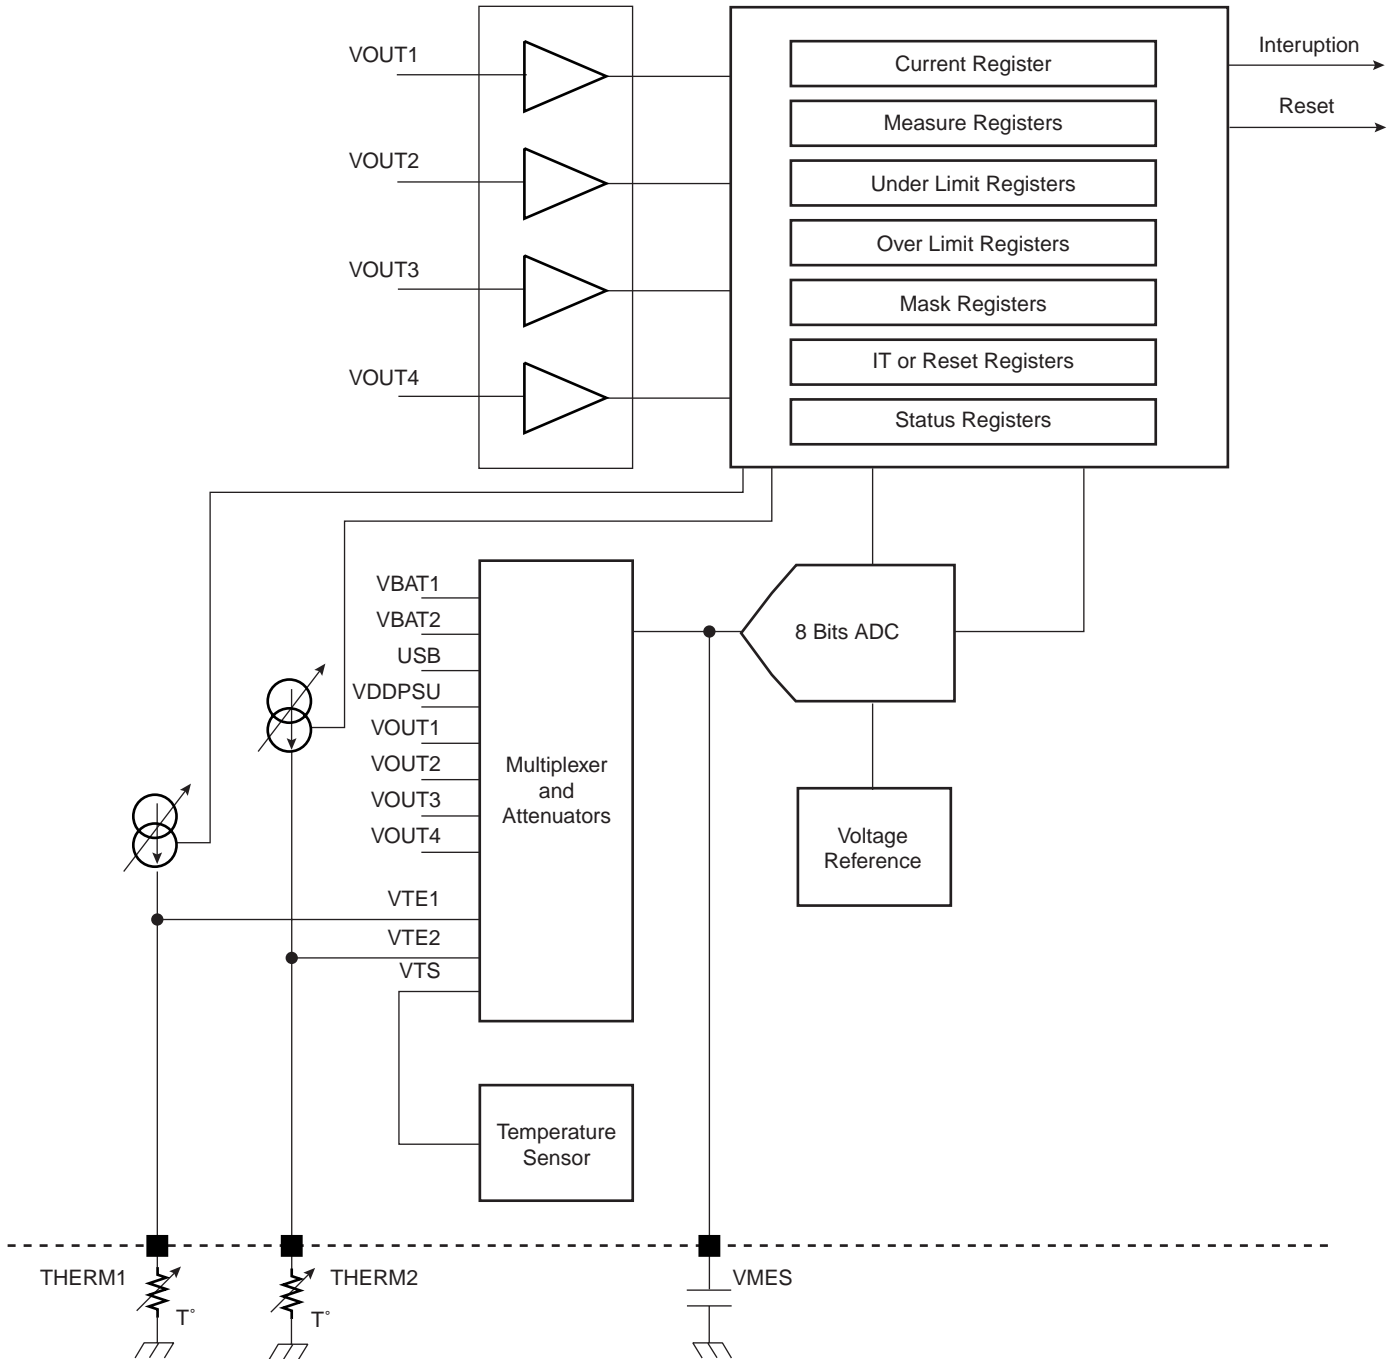 VOUT1
VOUT2
VOUT3
VOUT4
Current Register
Measure Registers
Under Limit Registers
Over Limit Registers
Mask Registers
IT or Reset Registers
Status Registers
Interuption
Reset
VBAT1
VBAT2
USB
VDDPSU
VOUT1
VOUT2
VOUT3
VOUT4
VTE1
VTE2
VTS
Multiplexer
and
Attenuators
8 Bits ADC
Voltage
Reference
Temperature
Sensor
THERM1
T°
THERM2
T°
VMES